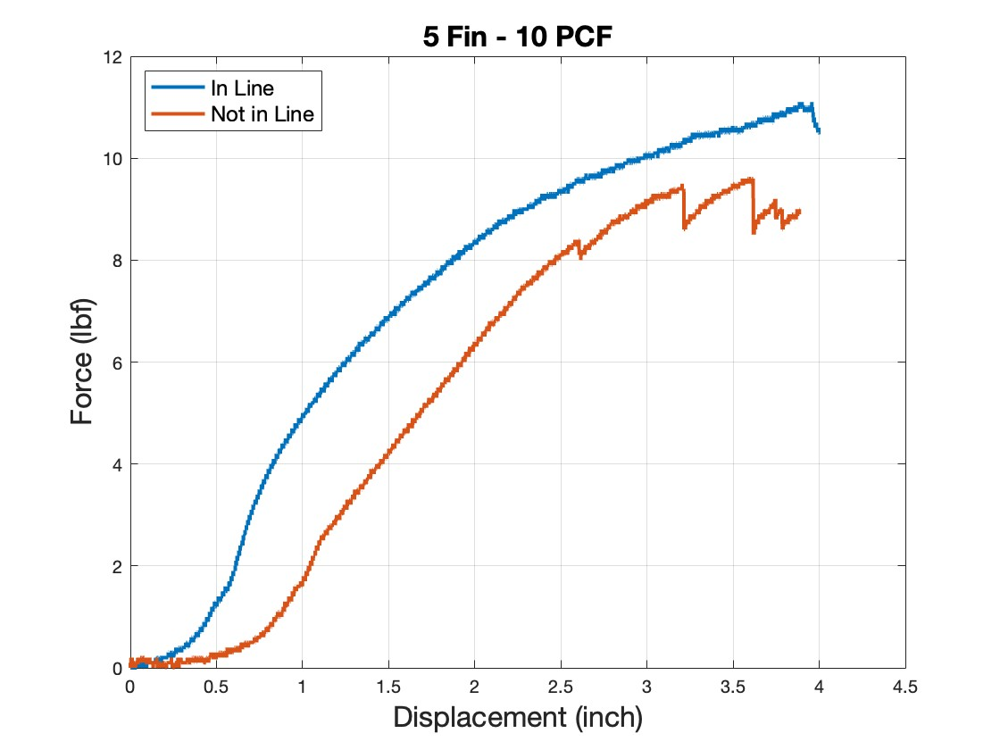 5 Fin - 10 PCF
In Line
Not in Line
12
10
8
6
4
2
0
Force (lbf)
0 0.5 1 1.5 2 2.5 3 3.5 4 4.5
Displacement (inch)